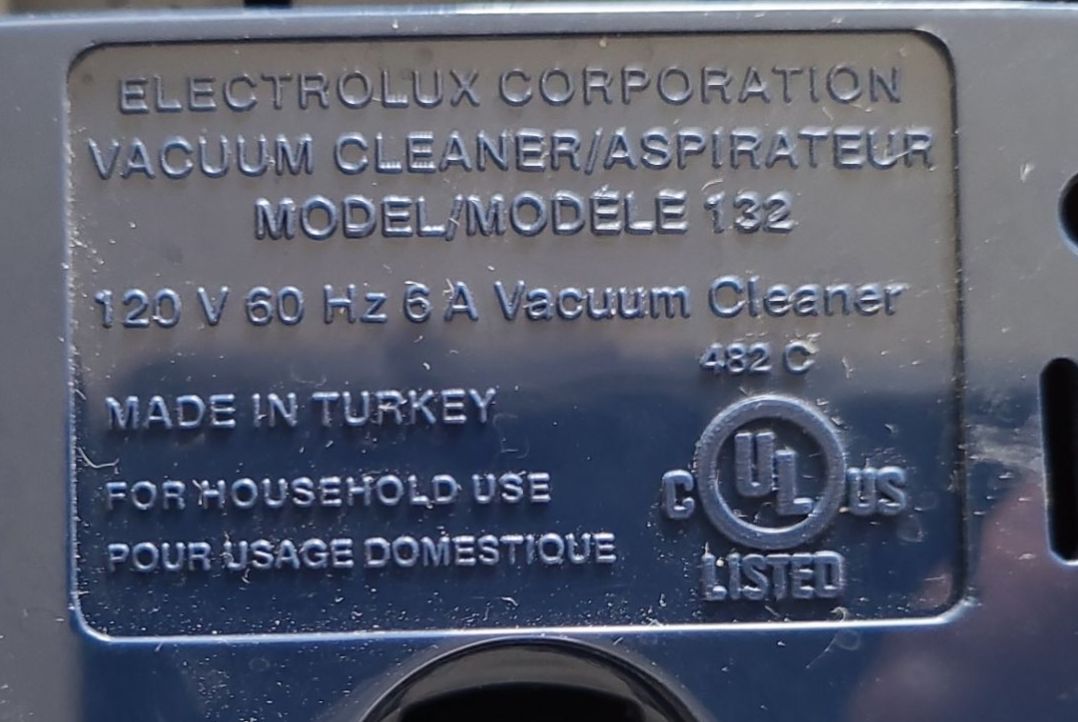 ELECTROLUX CORPORATION
VACUUM CLEANER/ASPIRATEUR
MODEL/MODÈLE 132
120 V 60 Hz 6 A Vacuum Cleaner
482 C
MADE IN TURKEY
FOR HOUSEHOLD USE
POUR USAGE DOMESTIQUE
C UL US
LISTED